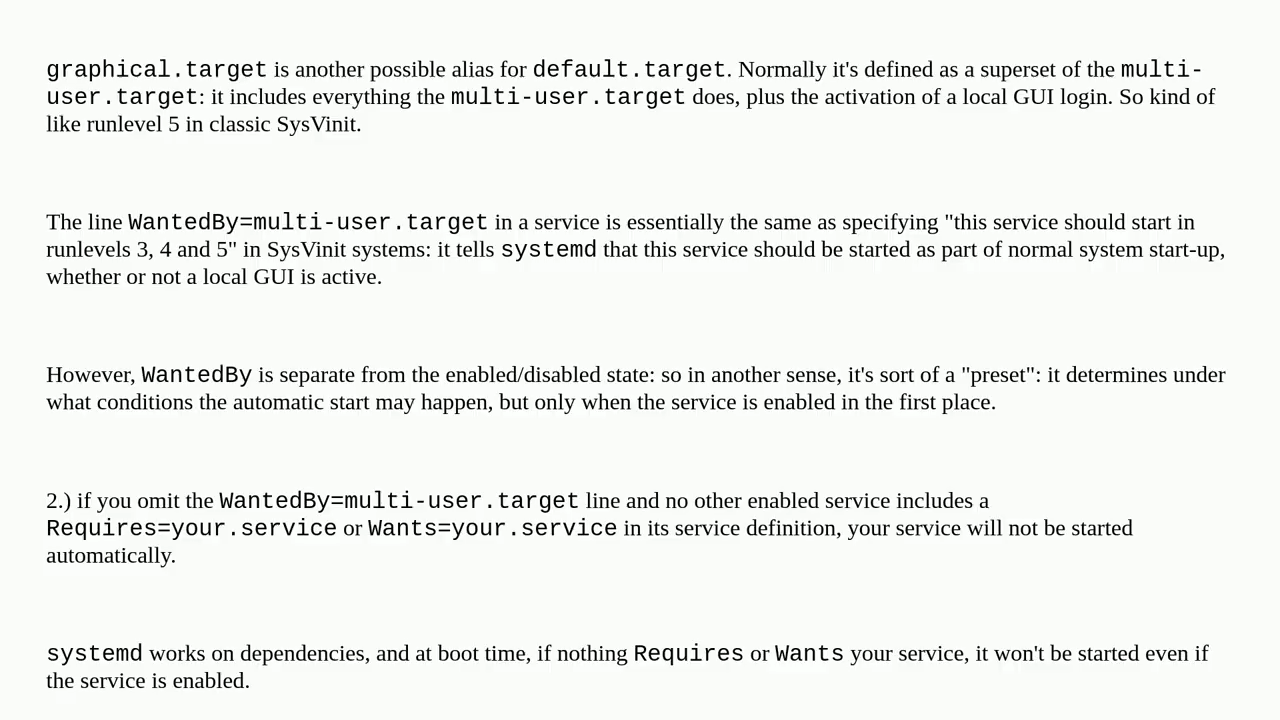 graphical.target is another possible alias for default.target. Normally it's defined as a superset of the multi-
user.target: it includes everything the multi-user.target does, plus the activation of a local GUI login. So kind of
like runlevel 5 in classic SysVinit.
The line WantedBy=multi-user.target in a service is essentially the same as specifying "this service should start in
runlevels 3, 4 and 5" in SysVinit systems: it tells systemd that this service should be started as part of normal system start-up,
whether or not a local GUI is active.
However, WantedBy is separate from the enabled/disabled state: so in another sense, it's sort of a "preset": it determines under
what conditions the automatic start may happen, but only when the service is enabled in the first place.
2.) if you omit the WantedBy=multi-user.target line and no other enabled service includes a
Requires=your.service or Wants=your.service in its service definition, your service will not be started
automatically.
systemd works on dependencies, and at boot time, if nothing Requires or Wants your service, it won't be started even if
the service is enabled.